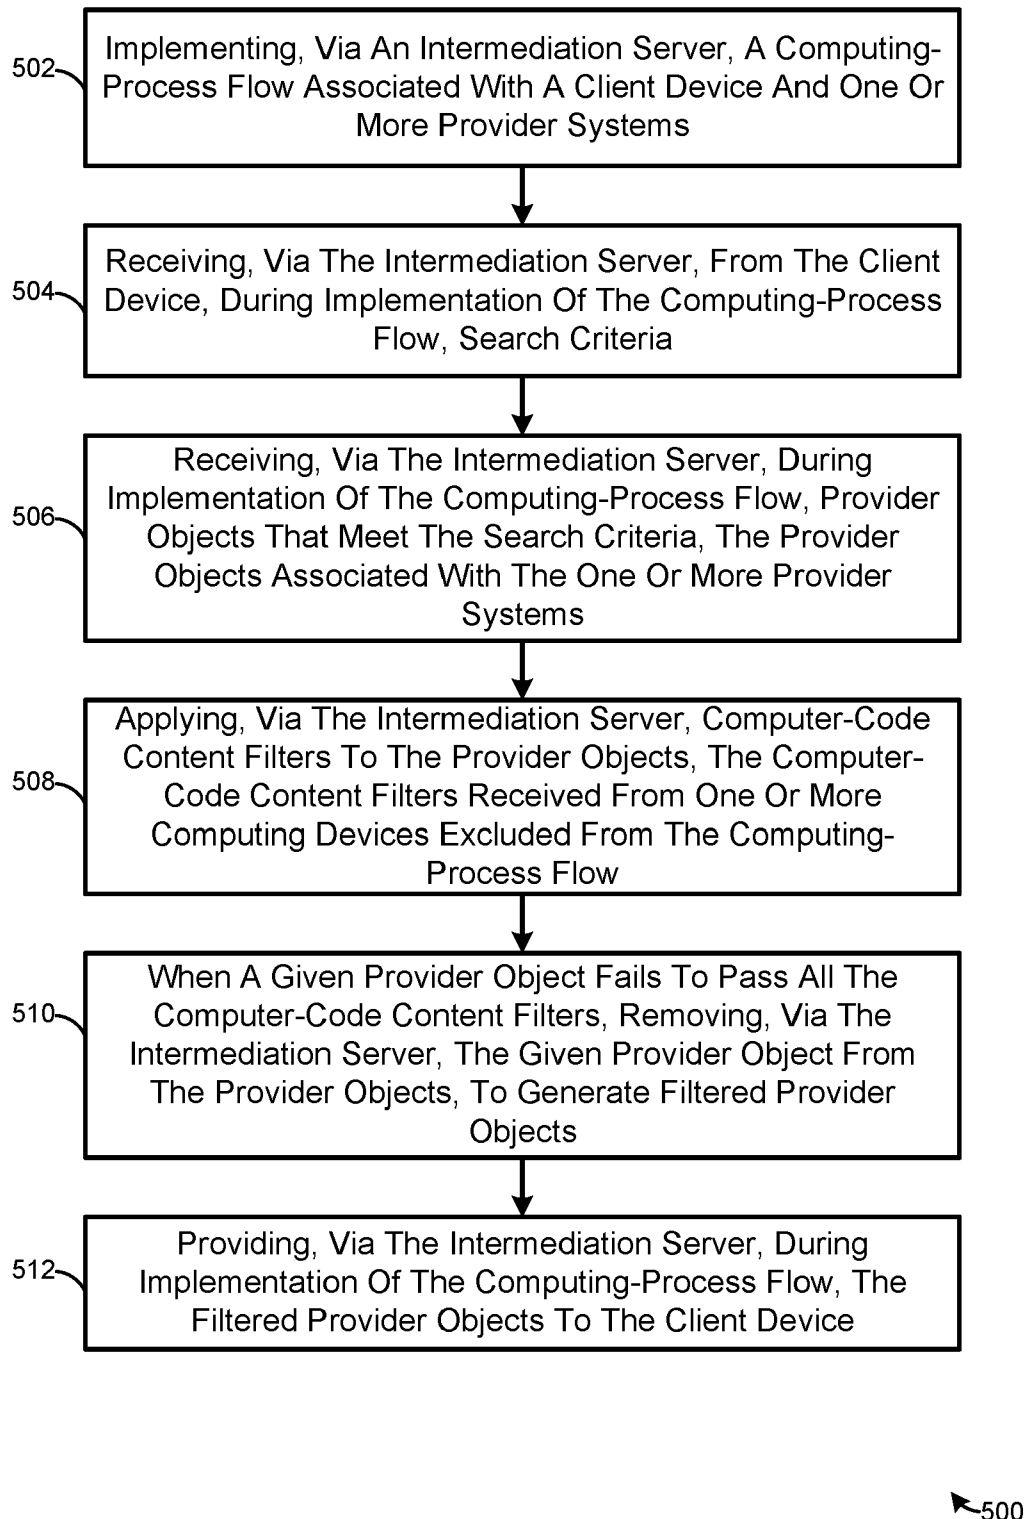 502
Implementing, Via An Intermediation Server, A Computing-
Process Flow Associated With A Client Device And One Or
More Provider Systems
504
Receiving, Via The Intermediation Server, From The Client
Device, During Implementation Of The Computing-Process
Flow, Search Criteria
506
Receiving, Via The Intermediation Server, During
Implementation Of The Computing-Process Flow, Provider
Objects That Meet The Search Criteria, The Provider
Objects Associated With The One Or More Provider
Systems
508
Applying, Via The Intermediation Server, Computer-Code
Content Filters To The Provider Objects, The Computer-
Code Content Filters Received From One Or More
Computing Devices Excluded From The Computing-
Process Flow
510
When A Given Provider Object Fails To Pass All The
Computer-Code Content Filters, Removing, Via The
Intermediation Server, The Given Provider Object From
The Provider Objects, To Generate Filtered Provider
Objects
512
Providing, Via The Intermediation Server, During
Implementation Of The Computing-Process Flow, The
Filtered Provider Objects To The Client Device
500